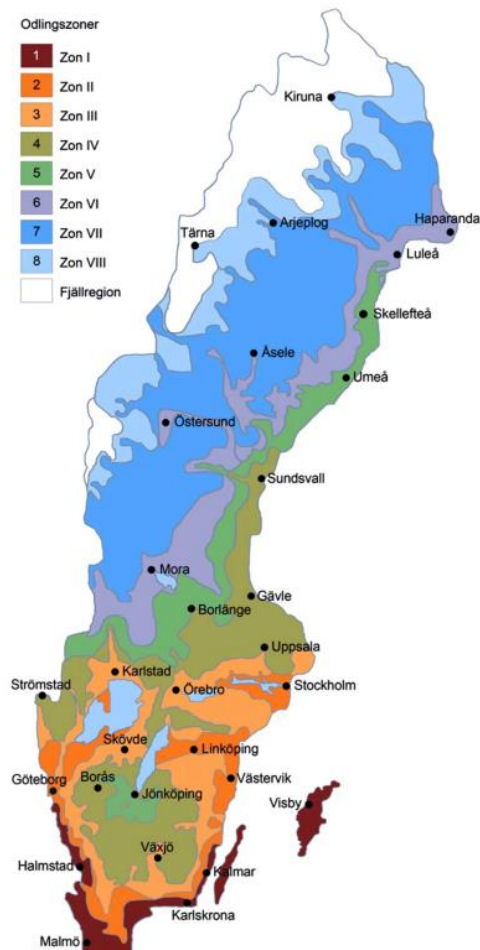 Odlingszoner
1 Zon I
2 Zon II
3 Zon III
4 Zon IV
5 Zon V
6 Zon VI
7 Zon VII
8 Zon VIII
Fjällregion
Kiruna
Arjeplog
Haparanda
Tärna
Luleå
Skellefteå
Åsele
Umeå
Östersund
Sundsvall
Mora
Gävle
Borlänge
Uppsala
Karlstad
Stockholm
Örebro
Strömstad
Skövde
Linköping
Västervik
Göteborg
Borås
Jönköping
Visby
Växjö
Halmstad
Kalmar
Karlskrona
Malmö